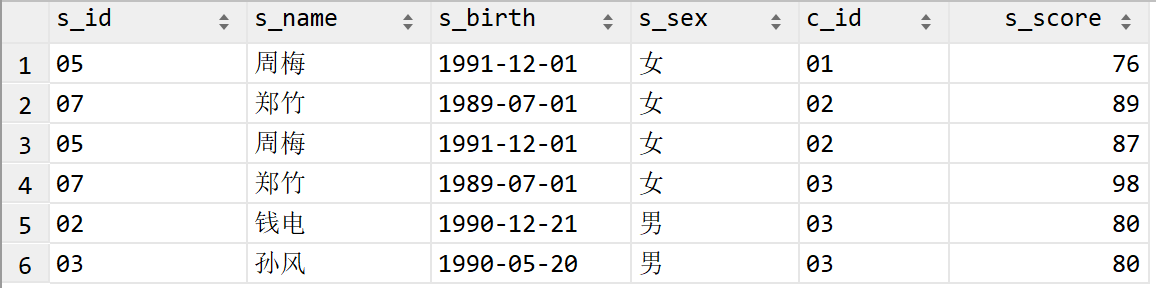 s_id s_name s_birth s_sex c_id s_score
1 05 周梅 1991-12-01 女 01 76
2 07 郑竹 1989-07-01 女 02 89
3 05 周梅 1991-12-01 女 02 87
4 07 郑竹 1989-07-01 女 03 98
5 02 钱电 1990-12-21 男 03 80
6 03 孙风 1990-05-20 男 03 80